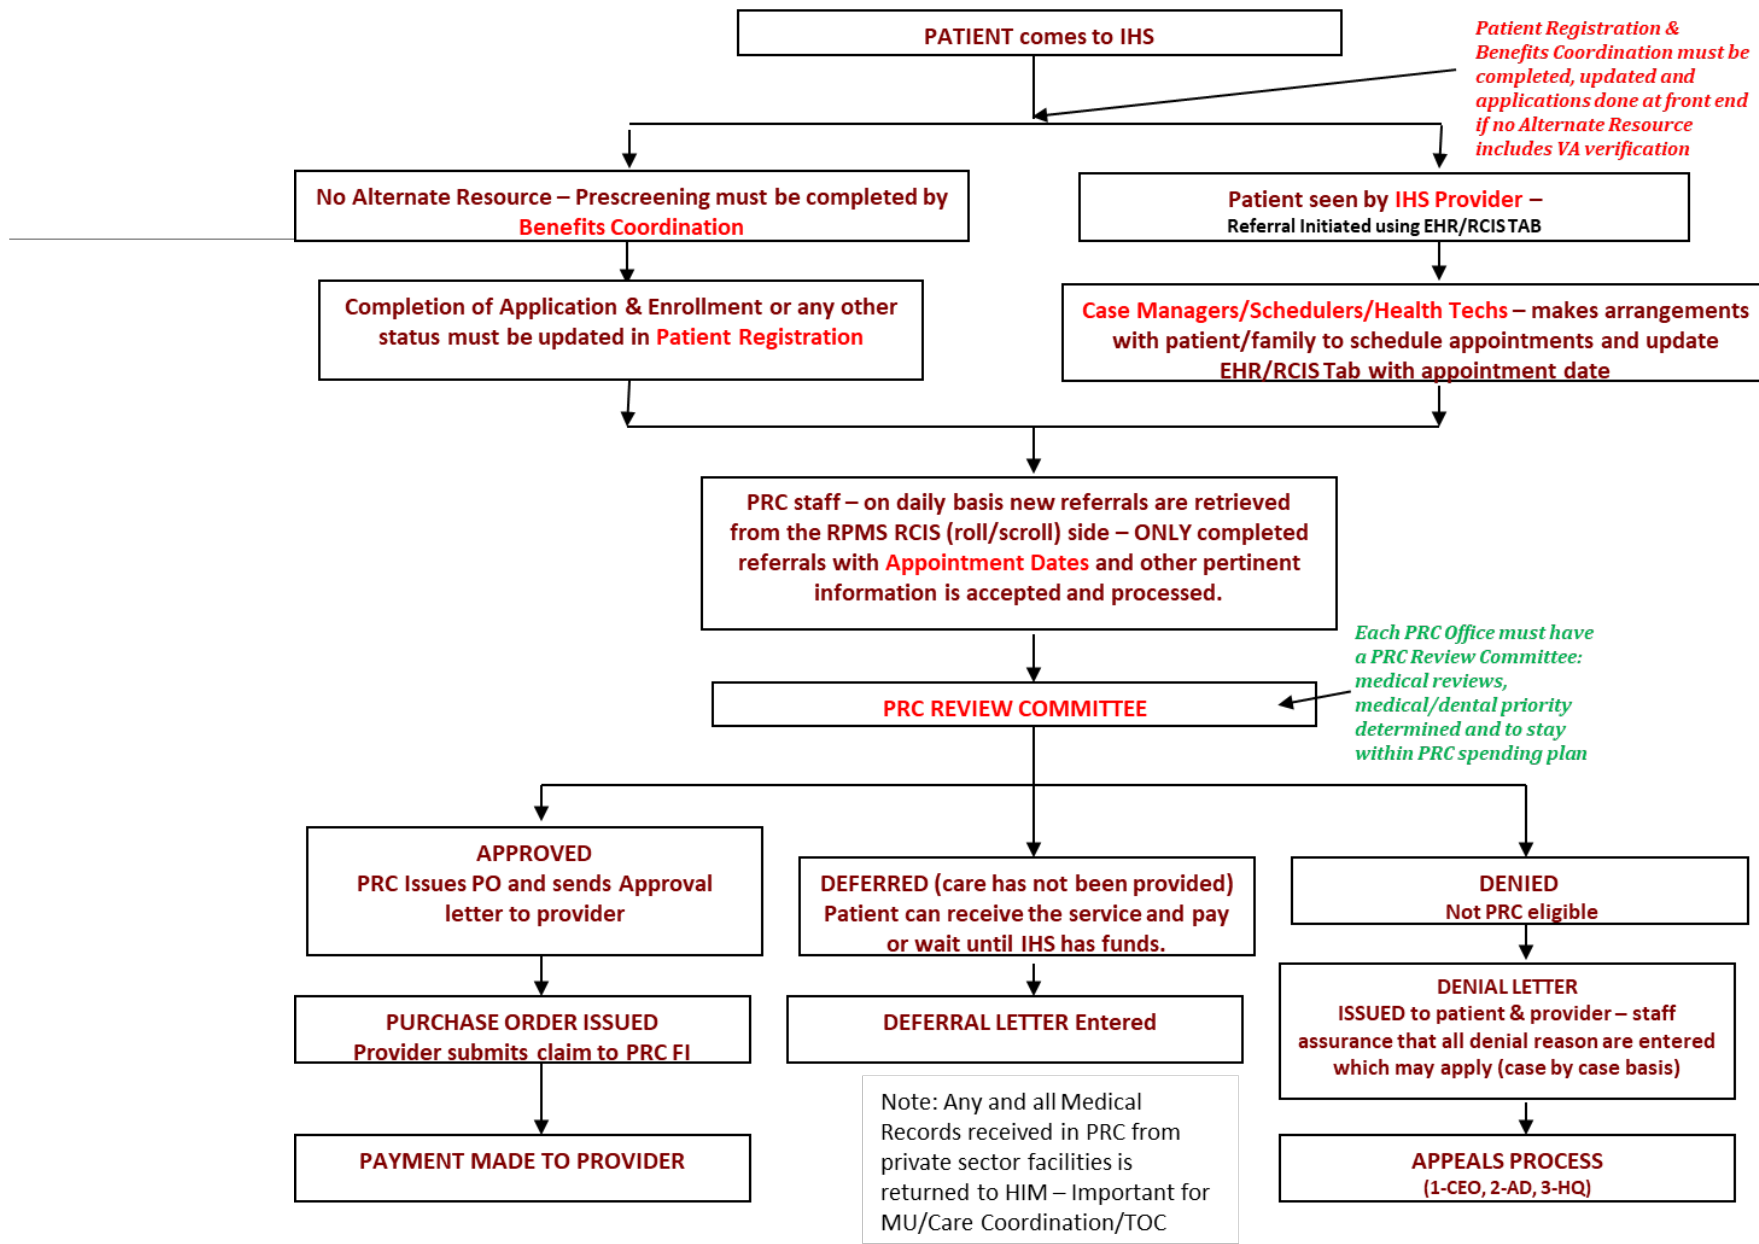 PATIENT comes to IHS
Patient Registration &
Benefits Coordination must be
completed, updated and
applications done at front end
if no Alternate Resource
includes VA verification
No Alternate Resource – Prescreening must be completed by
Benefits Coordination
Patient seen by IHS Provider –
Referral Initiated using EHR/RCIS TAB
Completion of Application & Enrollment or any other
status must be updated in Patient Registration
Case Managers/Schedulers/Health Techs – makes arrangements
with patient/family to schedule appointments and update
EHR/RCIS Tab with appointment date
PRC staff – on daily basis new referrals are retrieved
from the RPMS RCIS (roll/scroll) side – ONLY completed
referrals with Appointment Dates and other pertinent
information is accepted and processed.
Each PRC Office must have
a PRC Review Committee:
medical reviews,
medical/dental priority
determined and to stay
within PRC spending plan
PRC REVIEW COMMITTEE
APPROVED
PRC Issues PO and sends Approval
letter to provider
DEFERRED (care has not been provided)
Patient can receive the service and pay
or wait until IHS has funds.
DENIED
Not PRC eligible
PURCHASE ORDER ISSUED
Provider submits claim to PRC FI
DEFERRAL LETTER Entered
DENIAL LETTER
ISSUED to patient & provider – staff
assurance that all denial reason are entered
which may apply (case by case basis)
PAYMENT MADE TO PROVIDER
Note: Any and all Medical
Records received in PRC from
private sector facilities is
returned to HIM – Important for
MU/Care Coordination/TOC
APPEALS PROCESS
(1-CEO, 2-AD, 3-HQ)